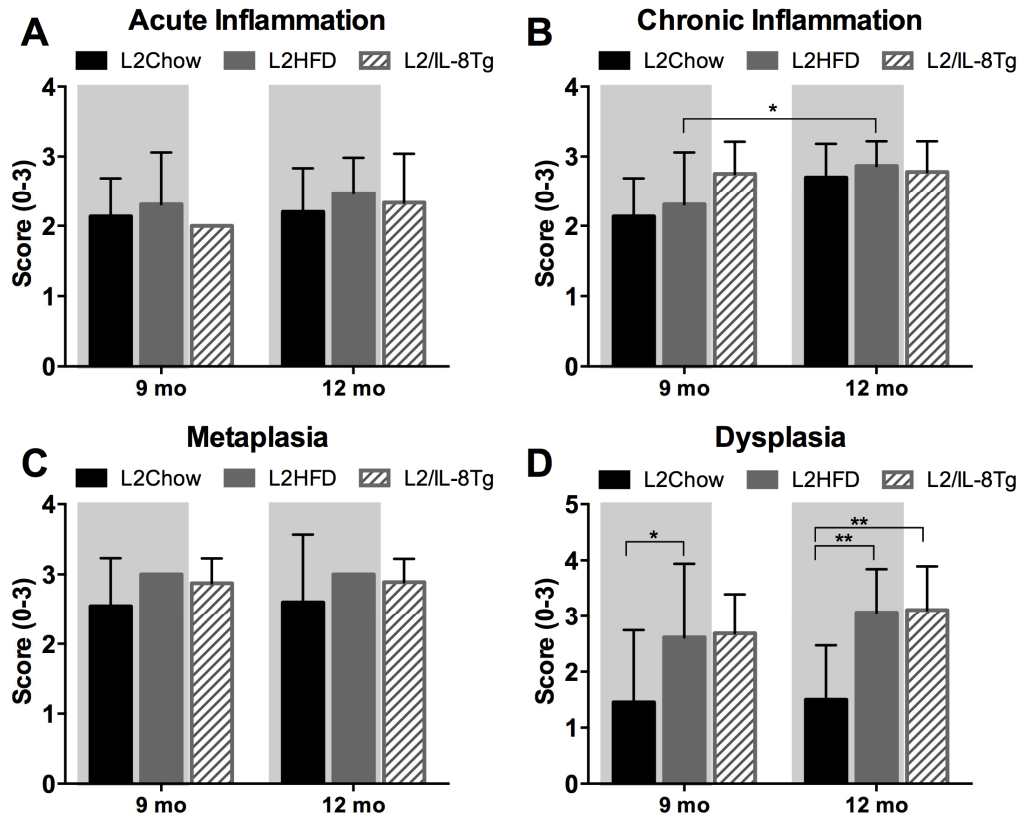 A
Acute Inflammation
L2Chow L2HFD L2/IL-8Tg
Score (0-3)
4
3
2
1
0
9 mo 12 mo
B
Chronic Inflammation
L2Chow L2HFD L2/IL-8Tg
Score (0-3)
4
3
2
1
0
*
9 mo 12 mo
C
Metaplasia
L2Chow L2HFD L2/IL-8Tg
Score (0-3)
4
3
2
1
0
9 mo 12 mo
D
Dysplasia
L2Chow L2HFD L2/IL-8Tg
Score (0-3)
5
4
3
2
1
0
*
**
**
9 mo 12 mo